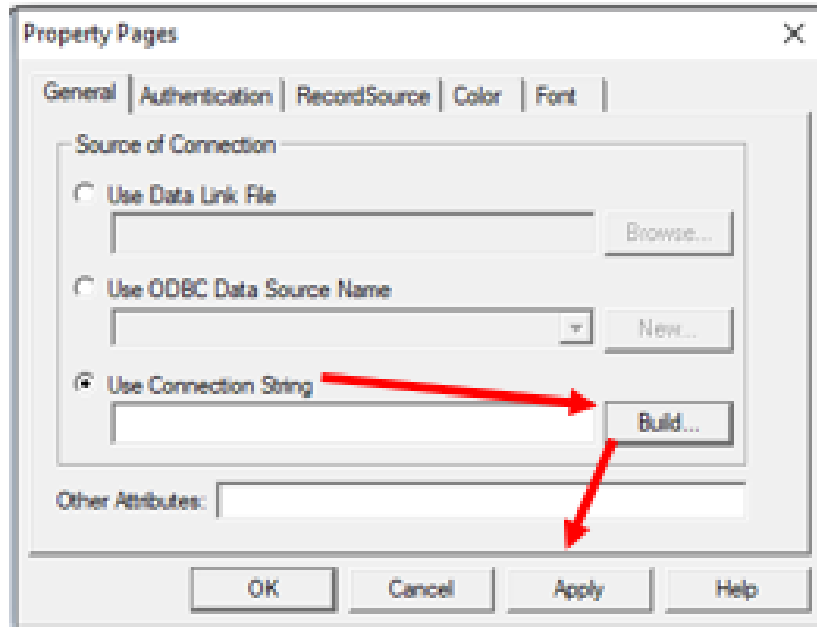 Property Pages
General Authentication RecordSource Color Font
Source of Connection
Use Data Link File
Browse...
Use ODBC Data Source Name
New...
Use Connection String
Build...
Other Attributes:
OK Cancel Apply Help